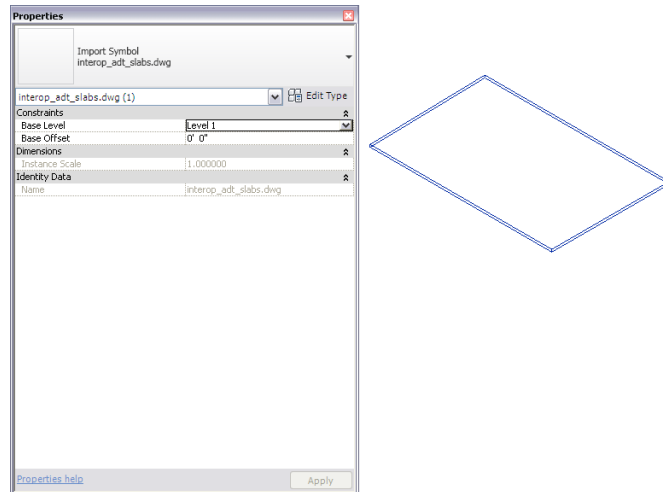 Properties
Import Symbol
interop_adt_slabs.dwg
interop_adt_slabs.dwg (1)
Edit Type
Constraints
Base Level Level 1
Base Offset 0' 0"
Dimensions
Instance Scale 1.000000
Identity Data
Name interop_adt_slabs.dwg
Properties help Apply